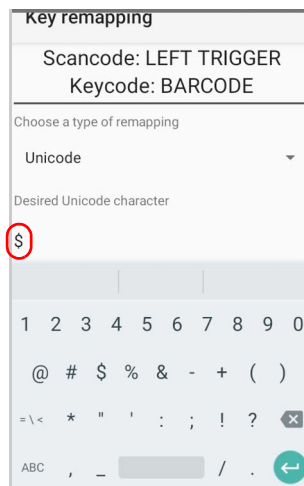 Key remapping
Scancode: LEFT TRIGGER
Keycode: BARCODE
Choose a type of remapping
Unicode
Desired Unicode character
$
1 2 3 4 5 6 7 8 9 0
@ # $ % & - + ( )
= \ < * " ' : ; ! ?
ABC , _ / .